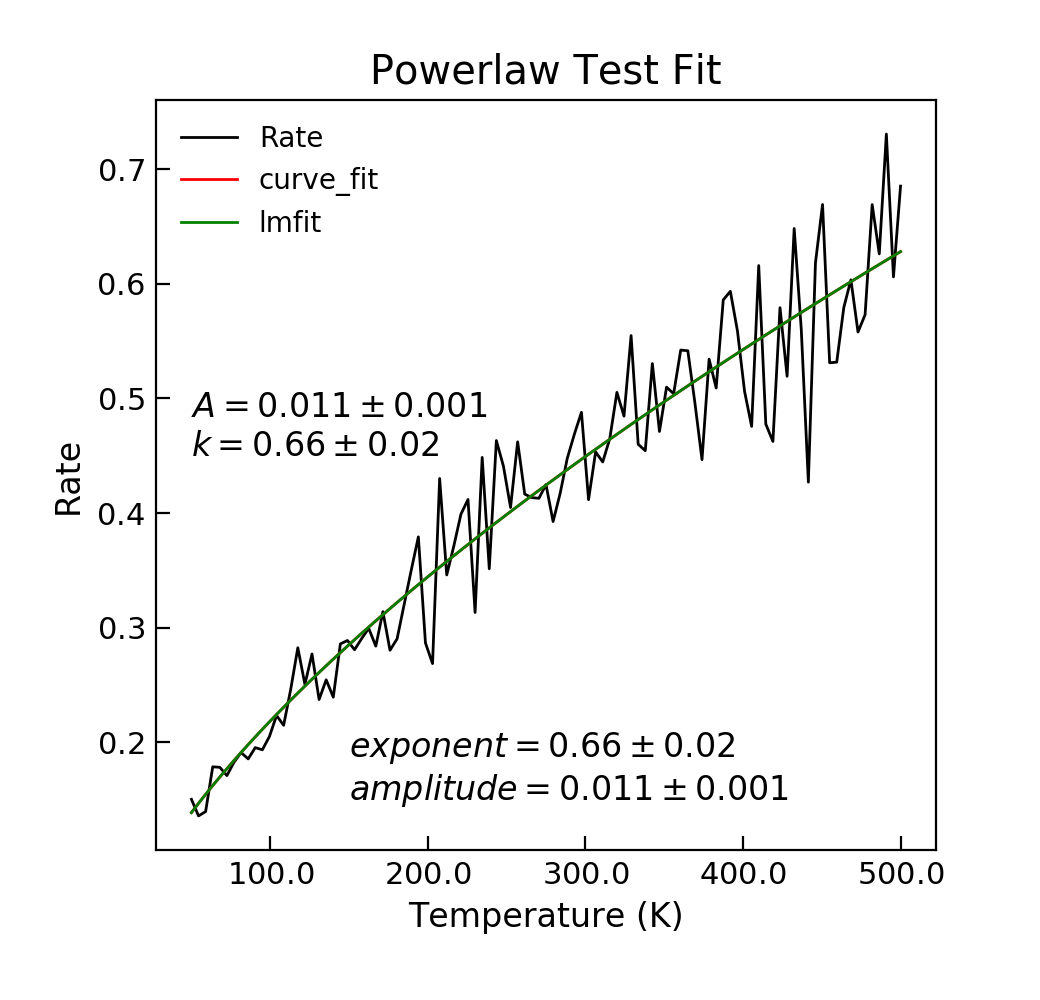 Powerlaw Test Fit
Rate
curve_fit
lmfit
0.7
0.6
0.5
0.4
0.3
0.2
Rate
A = 0.011 ± 0.001
k = 0.66 ± 0.02
exponent = 0.66 ± 0.02
amplitude = 0.011 ± 0.001
100.0 200.0 300.0 400.0 500.0
Temperature (K)